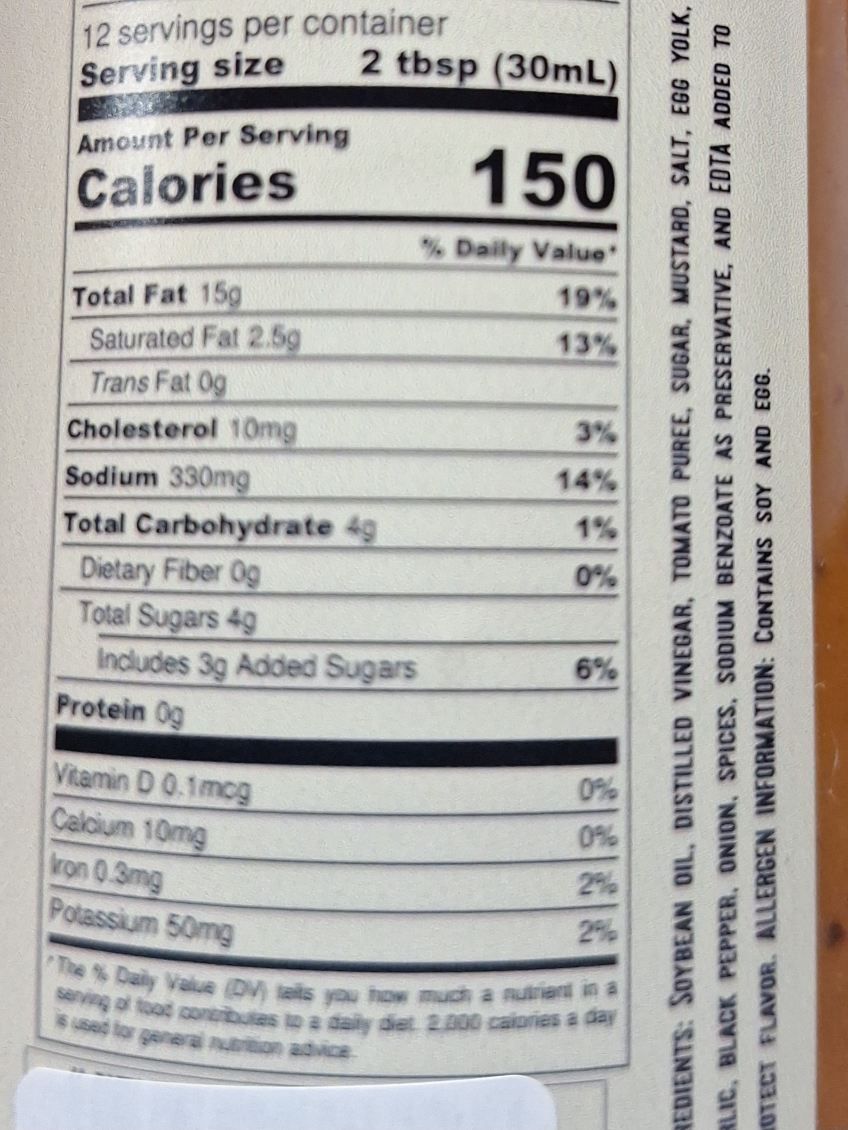 12 servings per container
Serving size 2 tbsp (30mL)
Amount Per Serving
Calories 150
% Daily Value*
Total Fat 15g 19%
Saturated Fat 2.5g 13%
Trans Fat 0g
Cholesterol 10mg 3%
Sodium 330mg 14%
Total Carbohydrate 4g 1%
Dietary Fiber 0g 0%
Total Sugars 4g
Includes 3g Added Sugars 6%
Protein 0g
Vitamin D 0.1mcg 0%
Calcium 10mg 0%
Iron 0.3mg 2%
Potassium 50mg 2%
*The % Daily Value (DV) tells you how much a nutrient in a
serving of food contributes to a daily diet. 2,000 calories a day
is used for general nutrition advice.
REDIENTS: SOYBEAN OIL, DISTILLED VINEGAR, TOMATO PUREE, SUGAR, MUSTARD, SALT, EGG YOLK,
RLIC, BLACK PEPPER, ONION, SPICES, SODIUM BENZOATE AS PRESERVATIVE, AND EDTA ADDED TO
OTECT FLAVOR. ALLERGEN INFORMATION: CONTAINS SOY AND EGG.